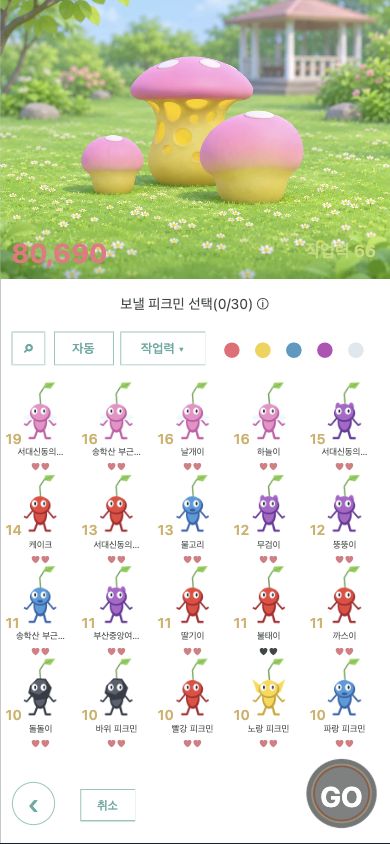 80,690
작업력 66
보낼 피크민 선택(0/30) ⓘ
자동
작업력 ▾
19 16 16 16 15
서대신동의... 송학산 부근... 날개이 하늘이 서대신동의...
14 13 13 12 12
케이크 서대신동의... 물고리 무검이 뚱뚱이
11 11 11 11 11
송학산 부근... 부산중앙여... 딸기이 불태이 까스이
10 10 10 10 10
돌돌이 바위 피크민 빨강 피크민 노랑 피크민 파랑 피크민
취소
GO